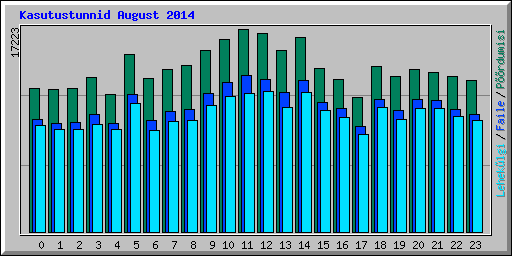 Kasutustunnid August 2014
17223
Lehekülgi / Faile / Pöördumisi
0 1 2 3 4 5 6 7 8 9 10 11 12 13 14 15 16 17 18 19 20 21 22 23